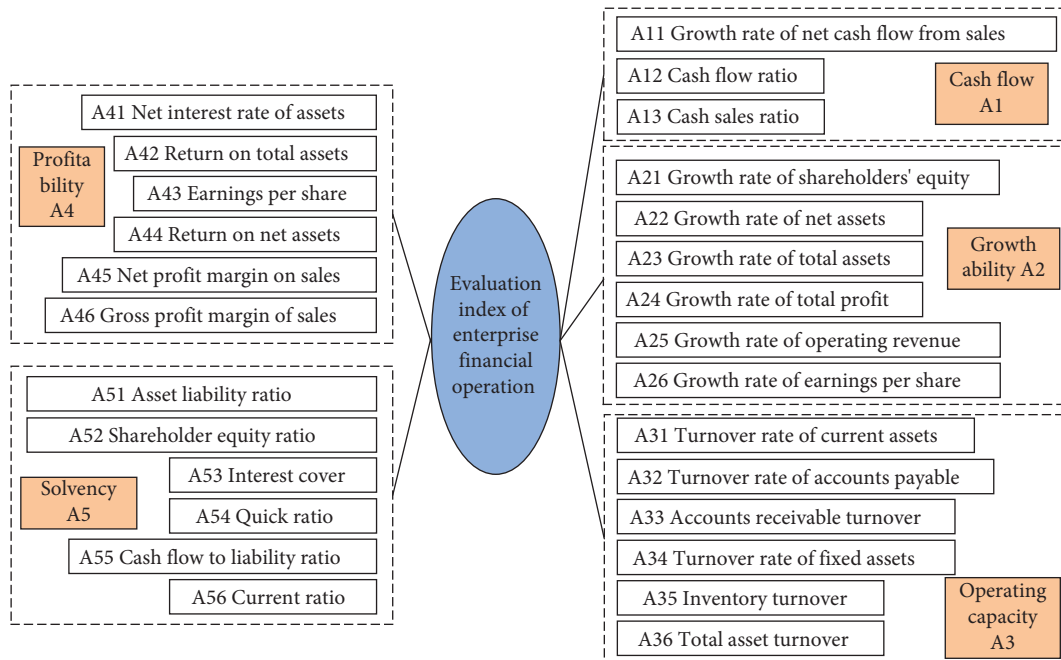 A41 Net interest rate of assets
A42 Return on total assets
A43 Earnings per share
A44 Return on net assets
A45 Net profit margin on sales
A46 Gross profit margin of sales
Profita
bility
A4
A51 Asset liability ratio
A52 Shareholder equity ratio
A53 Interest cover
A54 Quick ratio
A55 Cash flow to liability ratio
A56 Current ratio
Solvency
A5
Evaluation
index of
enterprise
financial
operation
A11 Growth rate of net cash flow from sales
A12 Cash flow ratio
A13 Cash sales ratio
Cash flow
A1
A21 Growth rate of shareholders' equity
A22 Growth rate of net assets
A23 Growth rate of total assets
A24 Growth rate of total profit
A25 Growth rate of operating revenue
A26 Growth rate of earnings per share
Growth
ability A2
A31 Turnover rate of current assets
A32 Turnover rate of accounts payable
A33 Accounts receivable turnover
A34 Turnover rate of fixed assets
A35 Inventory turnover
A36 Total asset turnover
Operating
capacity
A3